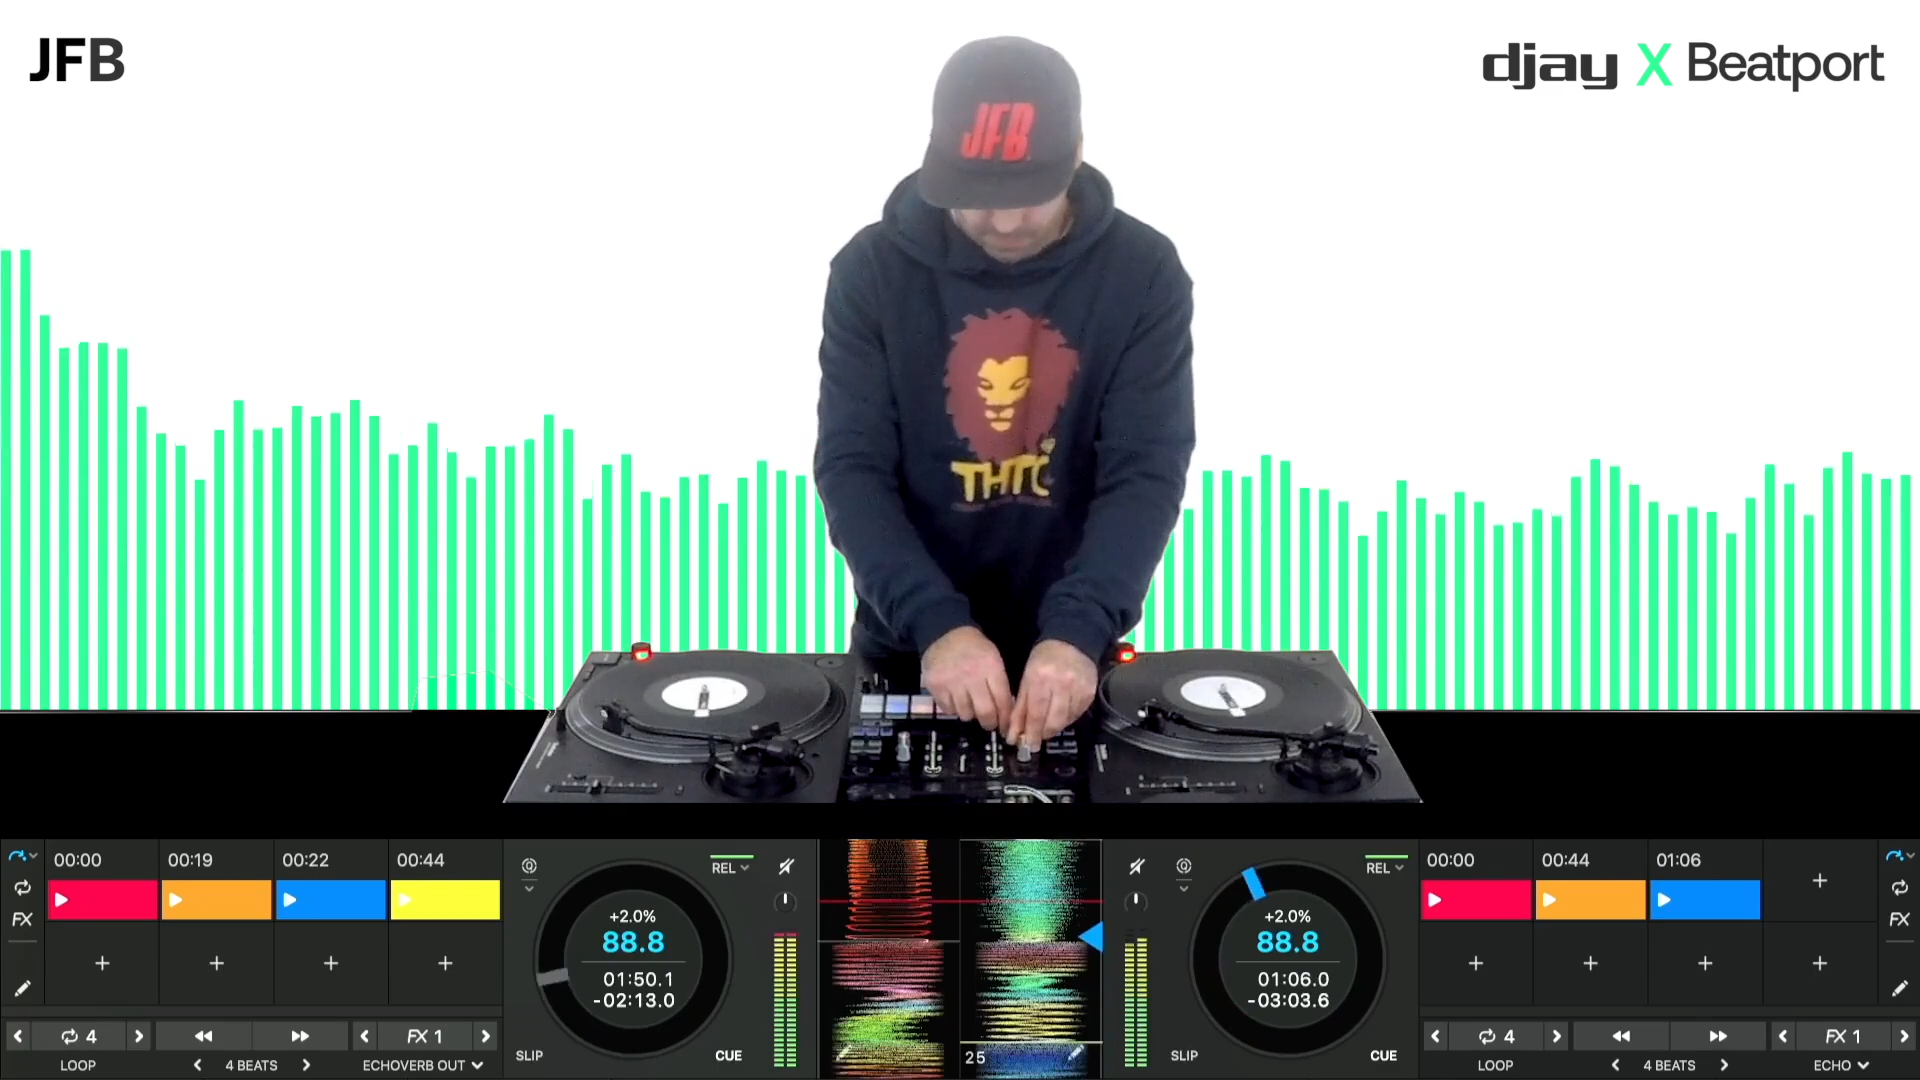 JFB
djay X Beatport
JFB
THTC
00:00
00:19
00:22
00:44
FX
LOOP
4
4 BEATS
FX 1
ECHOVERB OUT
REL
+2.0%
88.8
01:50.1
-02:13.0
SLIP
CUE
25
REL
+2.0%
88.8
01:06.0
-03:03.6
SLIP
CUE
00:00
00:44
01:06
FX
4
LOOP
4 BEATS
FX 1
ECHO